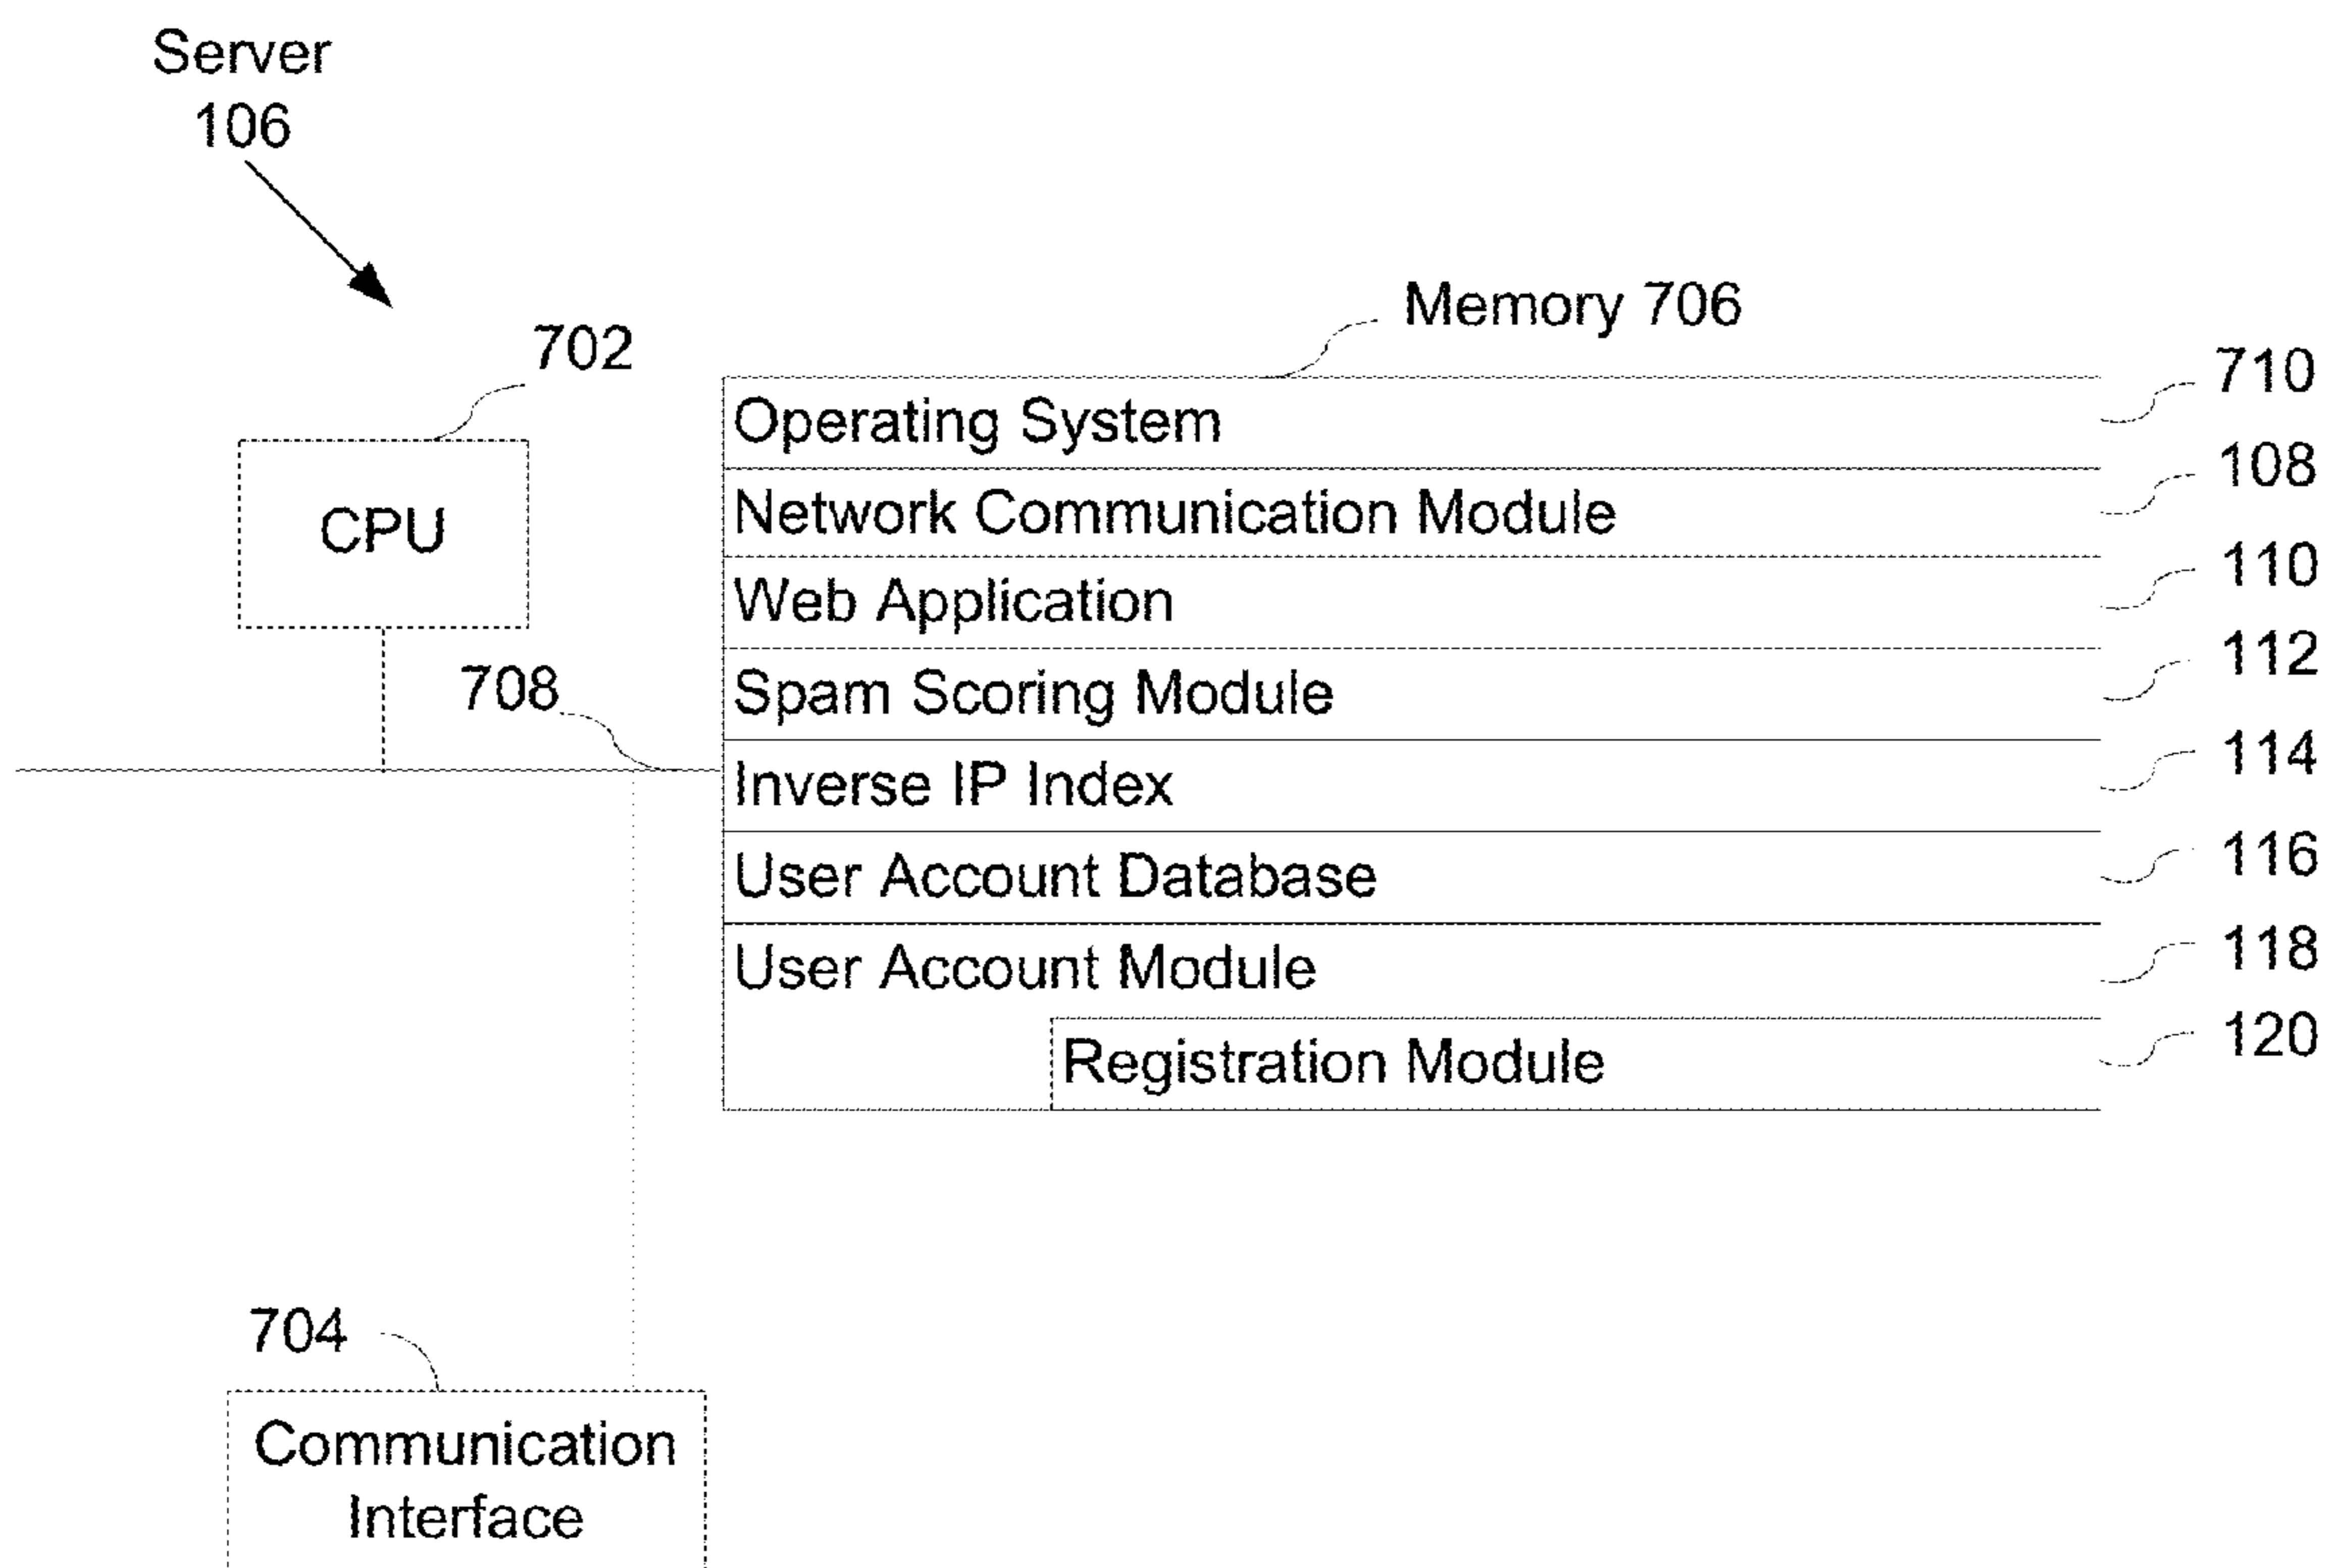 Server
106
Memory 706
702
710
Operating System
108
Network Communication Module
CPU
110
Web Application
112
708
Spam Scoring Module
114
Inverse IP Index
116
User Account Database
118
User Account Module
120
Registration Module
704
Communication
Interface